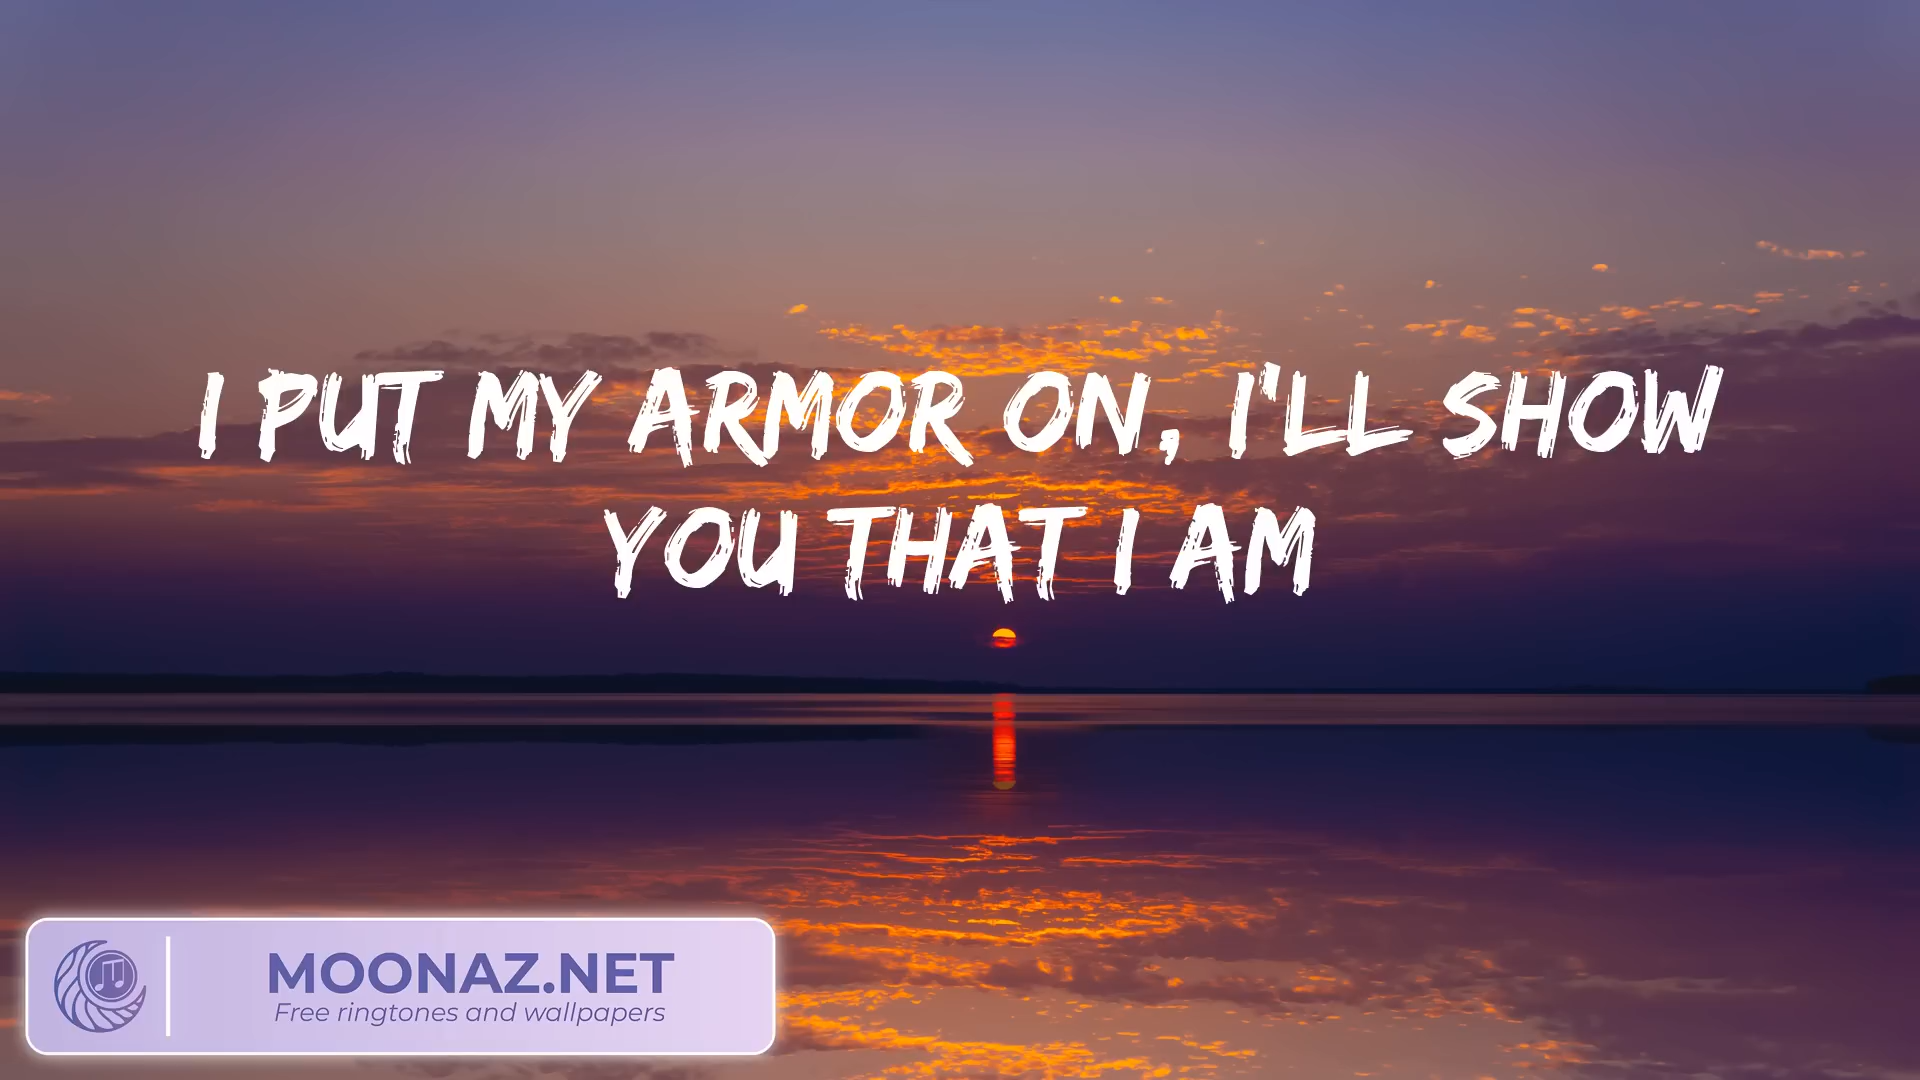 I PUT MY ARMOR ON, I'LL SHOW
YOU THAT I AM
MOONAZ.NET
Free ringtones and wallpapers